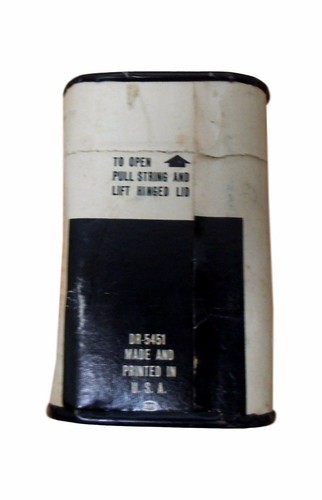 TO OPEN
PULL STRING AND
LIFT HINGED LID
DR-5451
MADE AND
PRINTED IN
U. S. A.